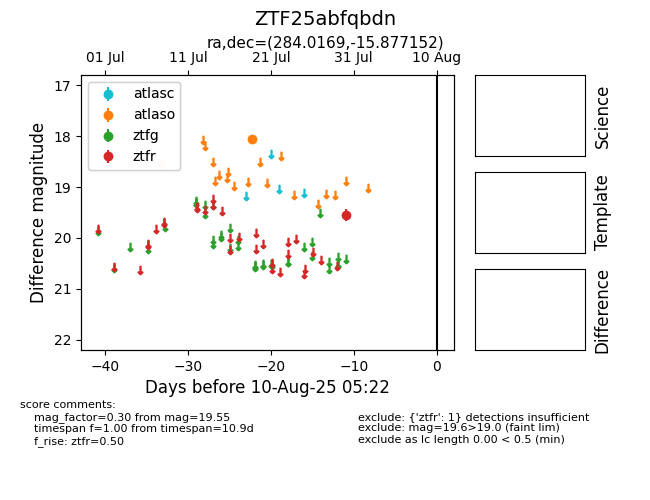 ZTF25abfqbdn
ra,dec=(284.0169,-15.877152)
01 Jul 11 Jul 21 Jul 31 Jul 10 Aug
17
18
19
20
21
22
Difference magnitude
atlasc
atlaso
ztfg
ztfr
−40 −30 −20 −10 0
Days before 10-Aug-25 05:22
Science
Template
Difference
score comments:
mag_factor=0.30 from mag=19.55
timespan f=1.00 from timespan=10.9d
f_rise: ztfr=0.50
exclude: {'ztfr': 1} detections insufficient
exclude: mag=19.6>19.0 (faint lim)
exclude as lc length 0.00 < 0.5 (min)